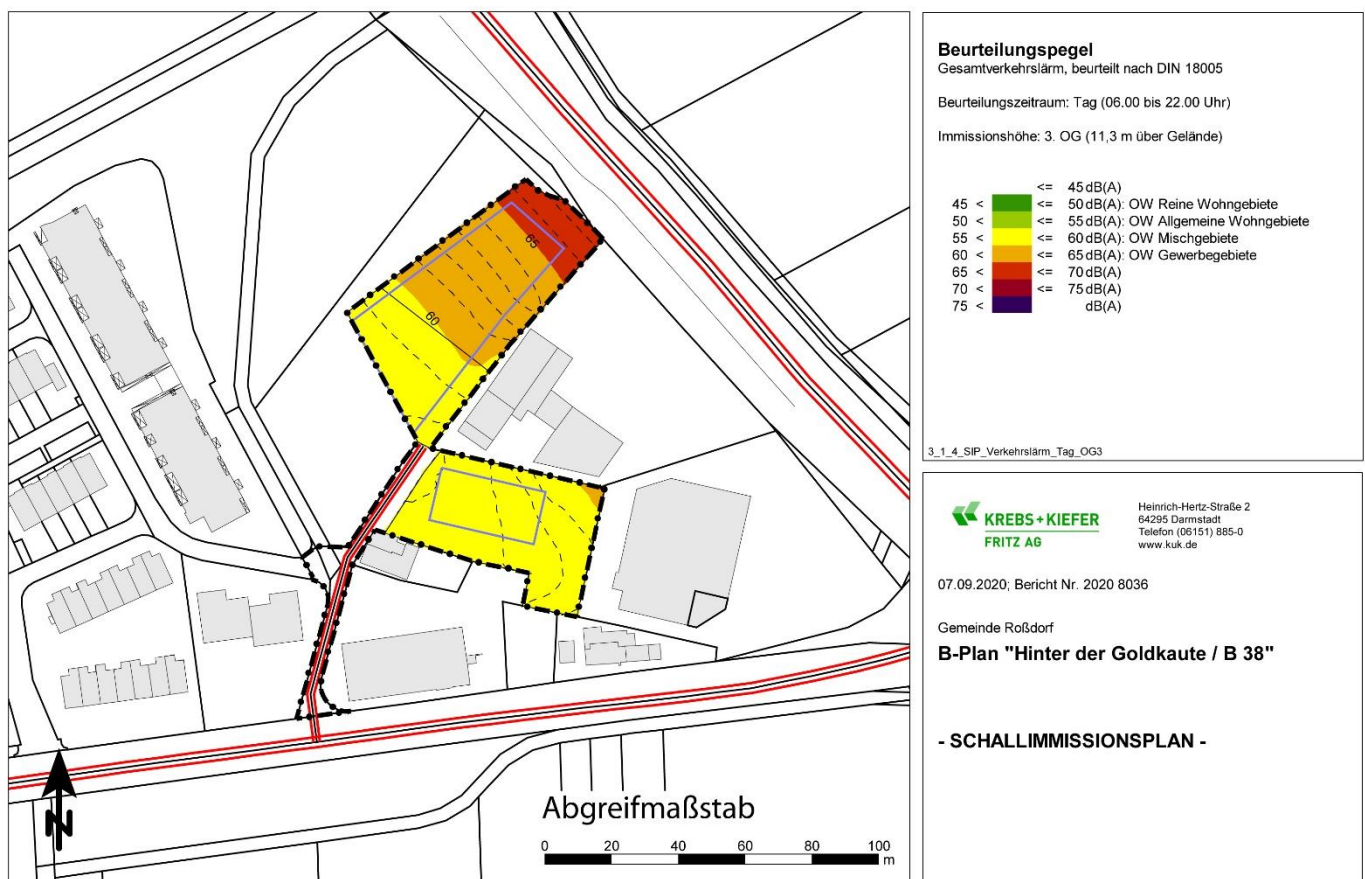 65
60
N
Abgreifmaßstab
0 20 40 60 80 100
m
Beurteilungspegel
Gesamtverkehrslärm, beurteilt nach DIN 18005
Beurteilungszeitraum: Tag (06.00 bis 22.00 Uhr)
Immissionshöhe: 3. OG (11,3 m über Gelände)
<= 45 dB(A)
45 < <= 50 dB(A): OW Reine Wohngebiete
50 < <= 55 dB(A): OW Allgemeine Wohngebiete
55 < <= 60 dB(A): OW Mischgebiete
60 < <= 65 dB(A): OW Gewerbegebiete
65 < <= 70 dB(A)
70 < <= 75 dB(A)
75 < dB(A)
3_1_4_SIP_Verkehrslärm_Tag_OG3
KREBS+KIEFER
FRITZ AG
Heinrich-Hertz-Straße 2
64295 Darmstadt
Telefon (06151) 885-0
www.kuk.de
07.09.2020; Bericht Nr. 2020 8036
Gemeinde Roßdorf
B-Plan "Hinter der Goldkaute / B 38"
- SCHALLIMMISSIONSPLAN -